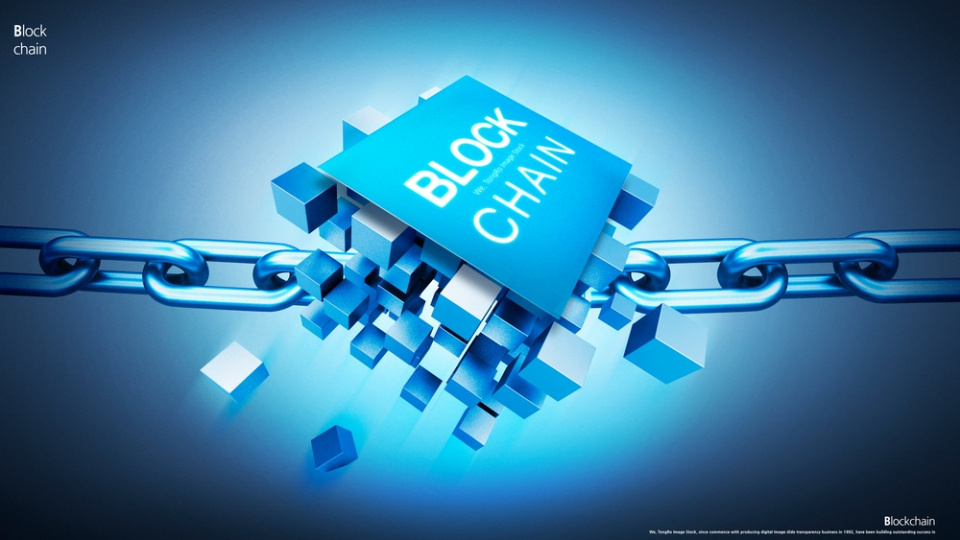 Block
chain
BLOCK
We, TongRo Image Stock
CHAIN
Blockchain
We, TongRo Image Stock, since commence with producing digital image slide transparency business in 1992, have been building outstanding success in